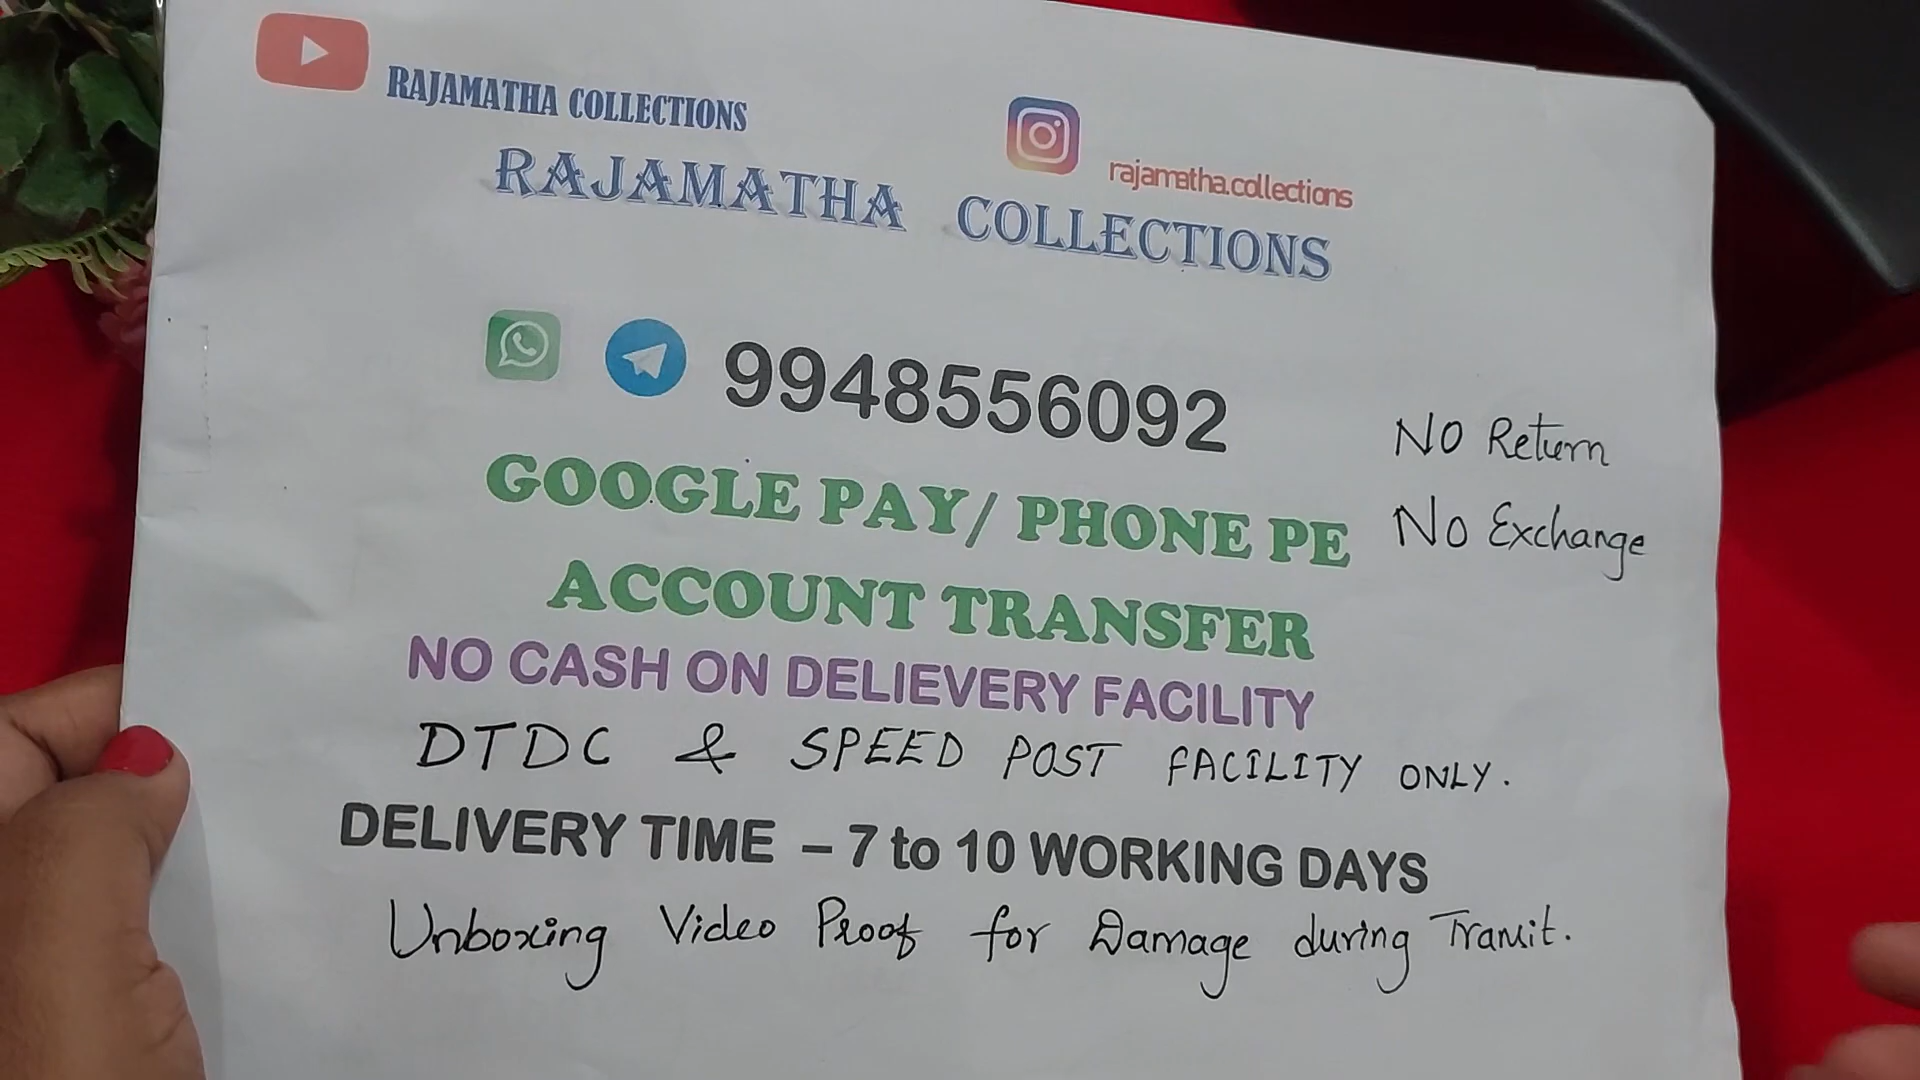 RAJAMATHA COLLECTIONS
rajamatha.collections
RAJAMATHA COLLECTIONS
9948556092
GOOGLE PAY/ PHONE PE
ACCOUNT TRANSFER
No Return
No Exchange
NO CASH ON DELIEVERY FACILITY
DTDC & SPEED POST FACILITY ONLY.
DELIVERY TIME – 7 to 10 WORKING DAYS
Unboxing Video Proof for Damage during Transit.